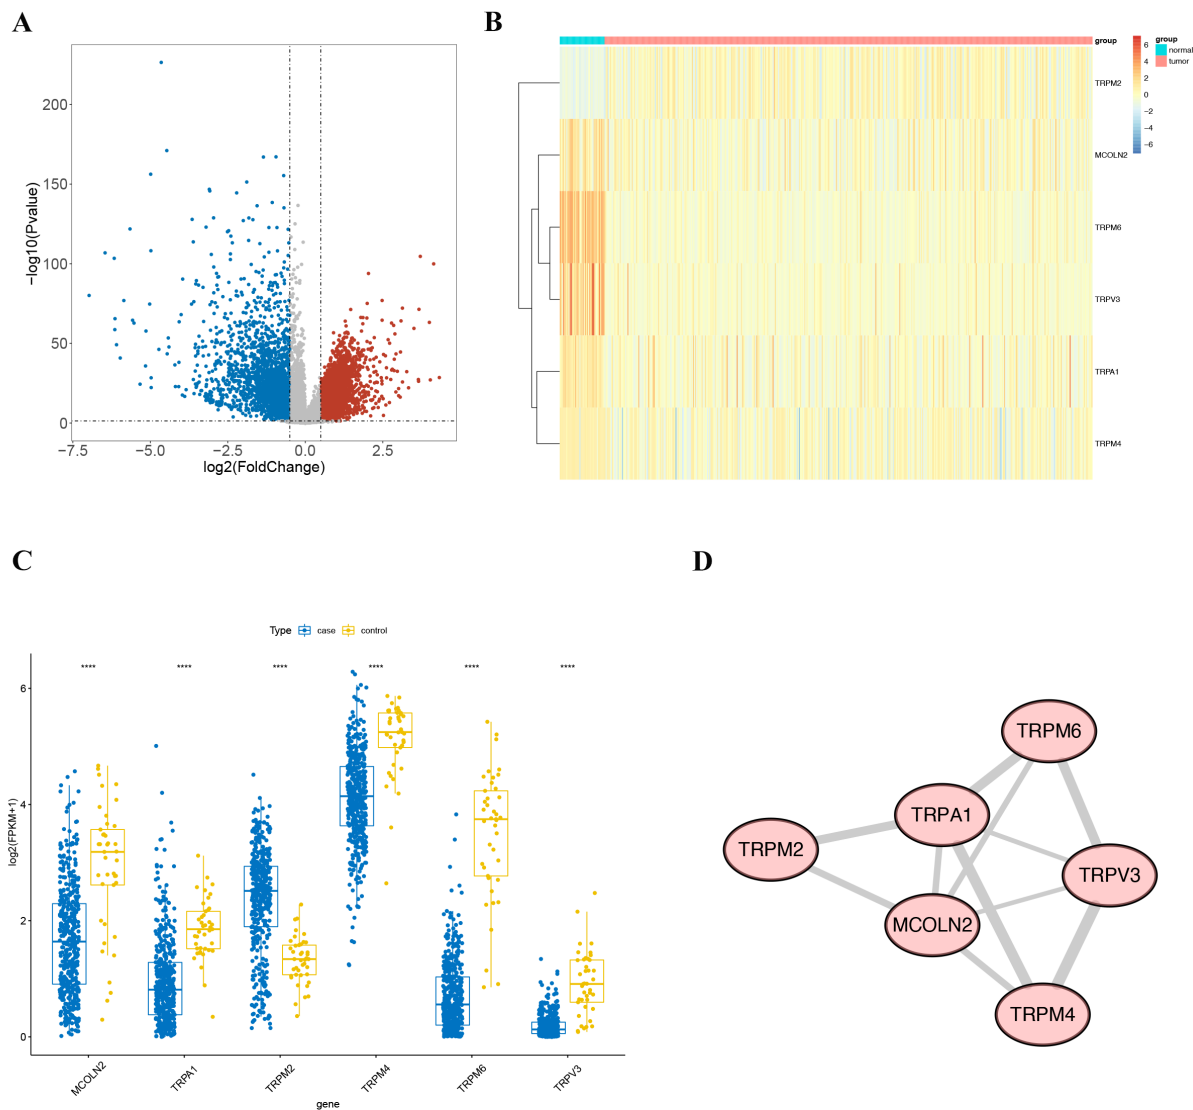 A
−log10(Pvalue)
200
150
100
50
0
−7.5
−5.0
−2.5
0.0
2.5
log2(FoldChange)
B
group
TRPM2
MCOLN2
TRPM6
TRPV3
TRPA1
TRPM4
6
4
2
0
−2
−4
−6
group
normal
tumor
C
Type case control
**** **** **** **** **** ****
log2(FPKM+1)
6
4
2
0
MCOLN2
TRPA1
TRPM2
TRPM4
TRPM6
TRPV3
gene
D
TRPM6
TRPA1
TRPM2
TRPV3
MCOLN2
TRPM4